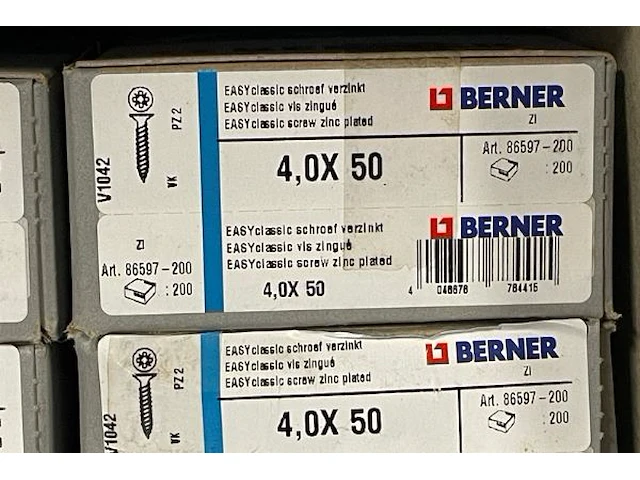 V1042
PZ 2
VK
EASYclassic schroef verzinkt
EASYclassic vis zingué
EASYclassic screw zinc plated
BERNER
ZI
4,0X 50
Art. 86597-200
: 200
ZI
Art. 86597-200
: 200
EASYclassic schroef verzinkt
EASYclassic vis zingué
EASYclassic screw zinc plated
4,0X 50
BERNER
4 046676 784415
V1042
PZ 2
VK
EASYclassic schroef verzinkt
EASYclassic vis zingué
EASYclassic screw zinc plated
BERNER
ZI
4,0X 50
Art. 86597-200
: 200